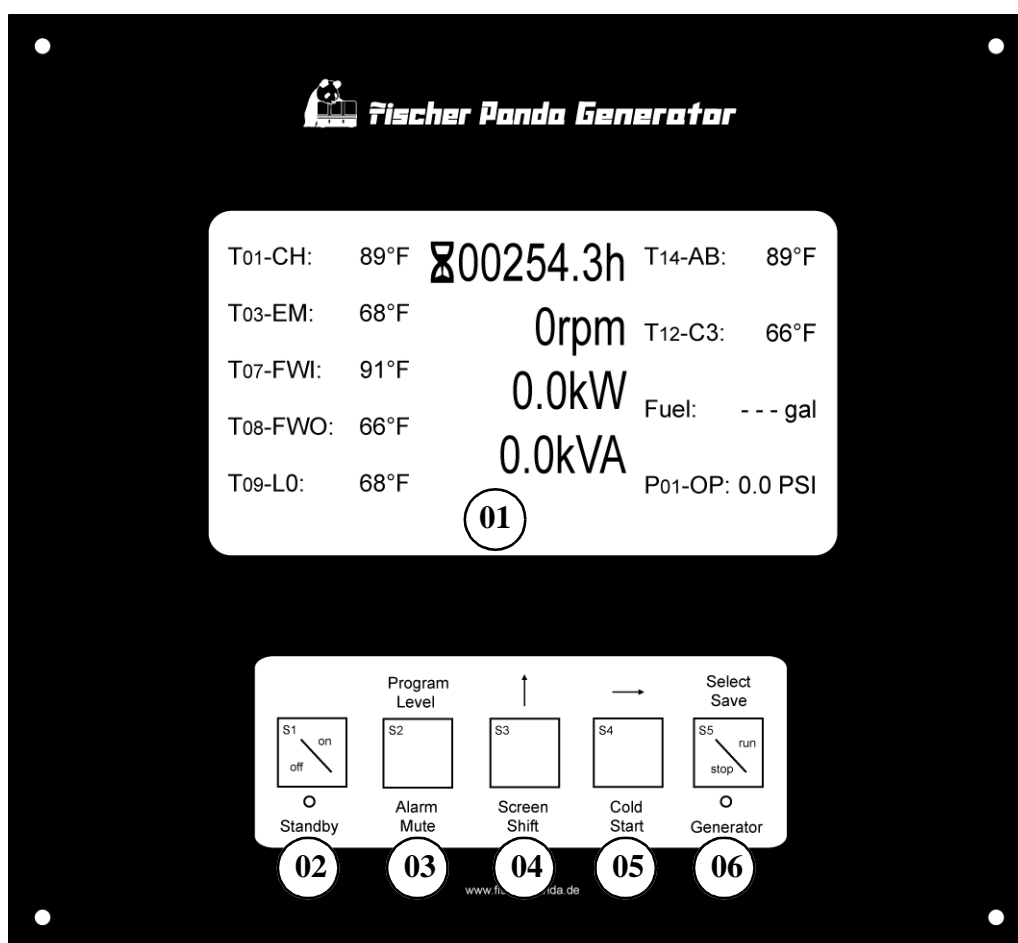 Fischer Panda Generator
T01-CH: 89°F
T03-EM: 68°F
T07-FWI: 91°F
T08-FWO: 66°F
T09-L0: 68°F
00254.3h
0rpm
0.0kW
0.0kVA
01
T14-AB: 89°F
T12-C3: 66°F
Fuel: - - - gal
P01-OP: 0.0 PSI
S1 on
off
Standby
02
Program
Level
S2
Alarm
Mute
03
↑
S3
Screen
Shift
04
→
S4
Cold
Start
05
Select
Save
S5 run
stop
Generator
06